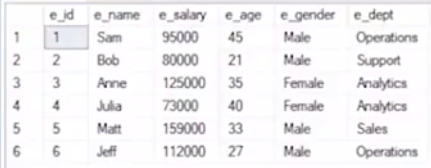 e_id e_name e_salary e_age e_gender e_dept
1 1 Sam 95000 45 Male Operations
2 2 Bob 80000 21 Male Support
3 3 Anne 125000 35 Female Analytics
4 4 Julia 73000 40 Female Analytics
5 5 Matt 159000 33 Male Sales
6 6 Jeff 112000 27 Male Operations